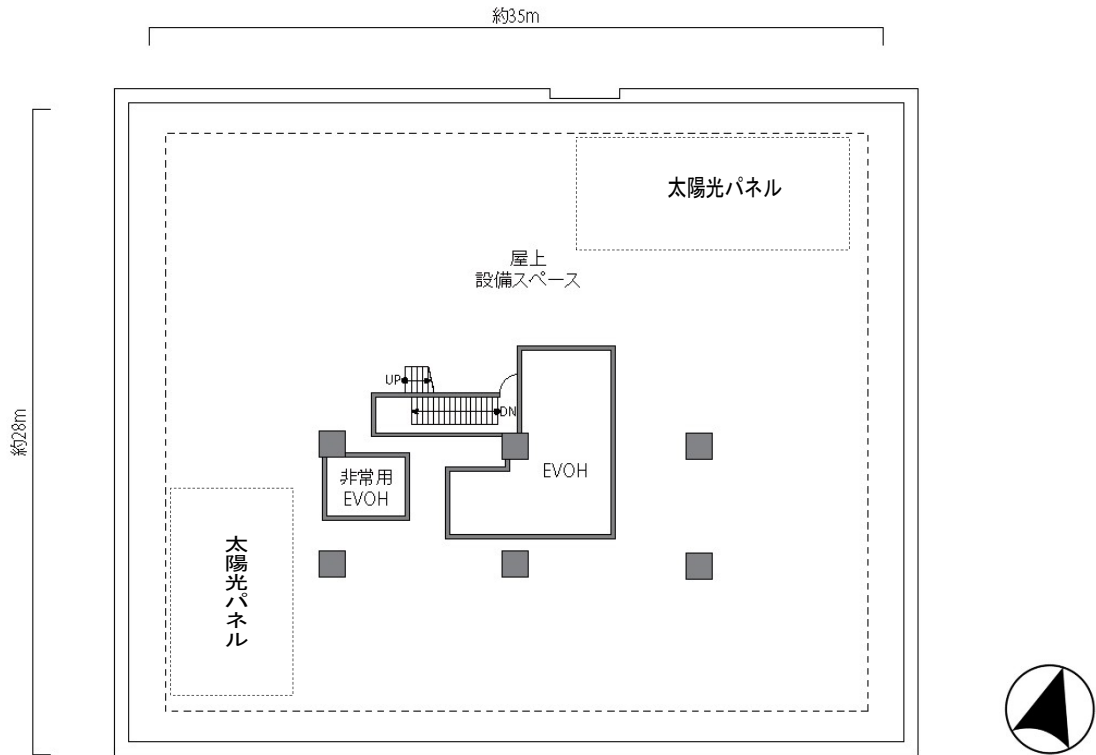 約35m
太陽光パネル
屋上
設備スペース
UP
DN
約28m
非常用
EVOH
EVOH
太陽光パネル